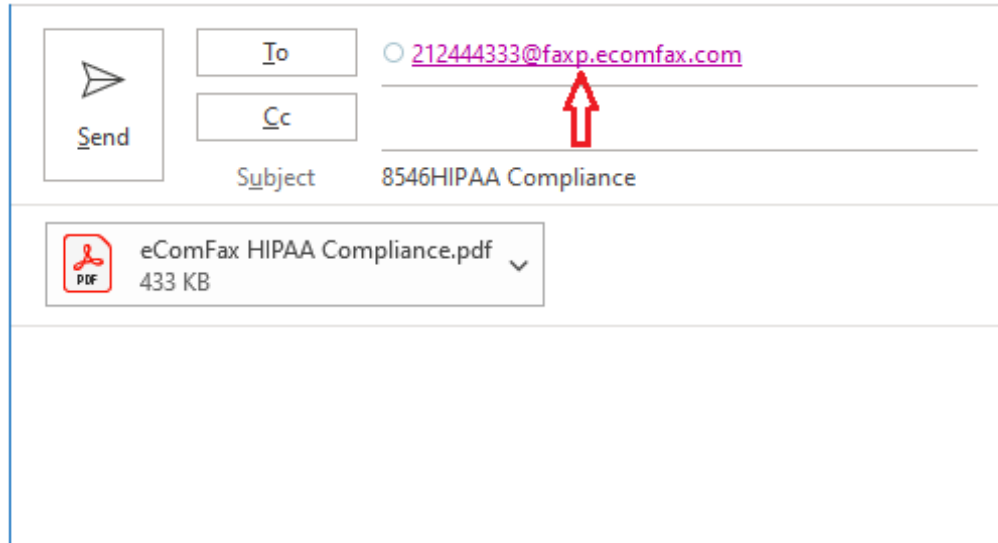 To
212444333@faxp.ecomfax.com
Cc
Send
Subject 8546HIPAA Compliance
eComFax HIPAA Compliance.pdf
PDF
433 KB